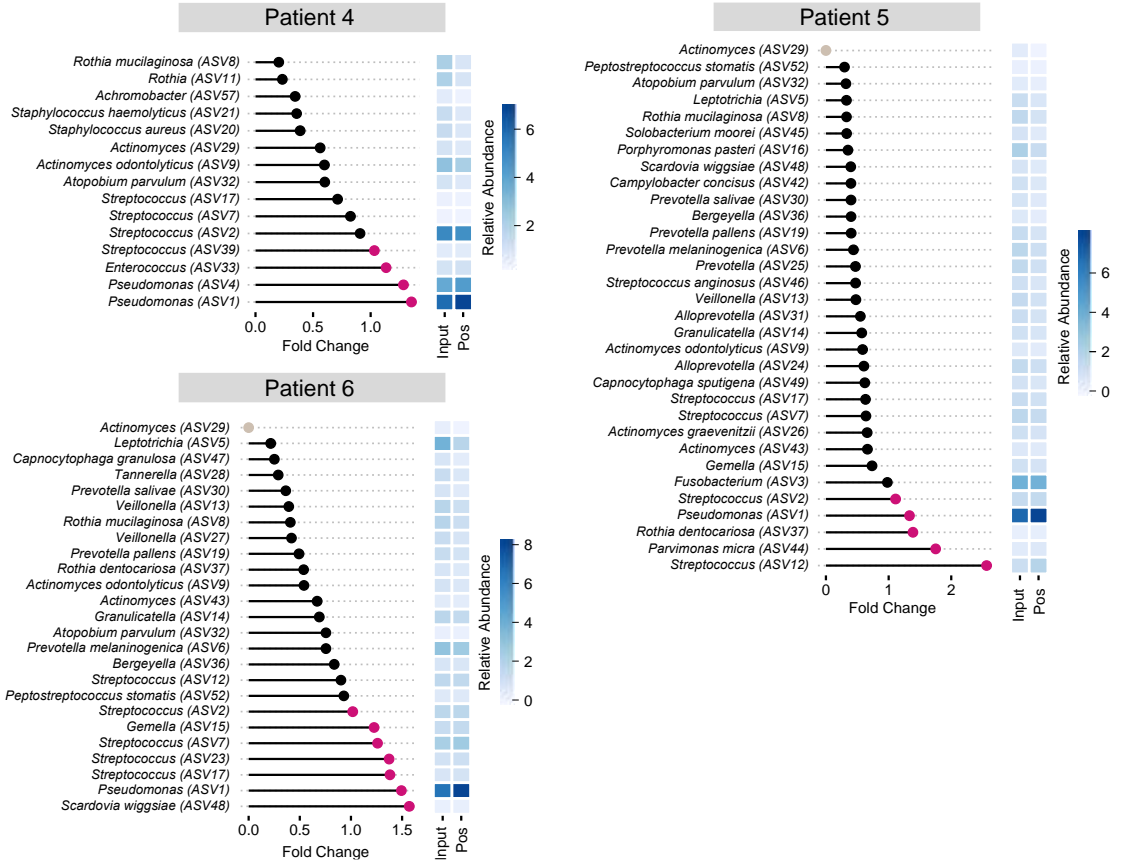 Patient 4
Rothia mucilaginosa (ASV8)
Rothia (ASV11)
Achromobacter (ASV57)
Staphylococcus haemolyticus (ASV21)
Staphylococcus aureus (ASV20)
Actinomyces (ASV29)
Actinomyces odontolyticus (ASV9)
Atopobium parvulum (ASV32)
Streptococcus (ASV17)
Streptococcus (ASV7)
Streptococcus (ASV2)
Streptococcus (ASV39)
Enterococcus (ASV33)
Pseudomonas (ASV4)
Pseudomonas (ASV1)
0.0 0.5 1.0
Fold Change
Input Pos
Relative Abundance
6
4
2
Patient 5
Actinomyces (ASV29)
Peptostreptococcus stomatis (ASV52)
Atopobium parvulum (ASV32)
Leptotrichia (ASV5)
Rothia mucilaginosa (ASV8)
Solobacterium moorei (ASV45)
Porphyromonas pasteri (ASV16)
Scardovia wiggsiae (ASV48)
Campylobacter concisus (ASV42)
Prevotella salivae (ASV30)
Bergeyella (ASV36)
Prevotella pallens (ASV19)
Prevotella melaninogenica (ASV6)
Prevotella (ASV25)
Streptococcus anginosus (ASV46)
Veillonella (ASV13)
Alloprevotella (ASV31)
Granulicatella (ASV14)
Actinomyces odontolyticus (ASV9)
Alloprevotella (ASV24)
Capnocytophaga sputigena (ASV49)
Streptococcus (ASV17)
Streptococcus (ASV7)
Actinomyces graevenitzii (ASV26)
Actinomyces (ASV43)
Gemella (ASV15)
Fusobacterium (ASV3)
Streptococcus (ASV2)
Pseudomonas (ASV1)
Rothia dentocariosa (ASV37)
Parvimonas micra (ASV44)
Streptococcus (ASV12)
0 1 2
Fold Change
Input Pos
Relative Abundance
6
4
2
0
Patient 6
Actinomyces (ASV29)
Leptotrichia (ASV5)
Capnocytophaga granulosa (ASV47)
Tannerella (ASV28)
Prevotella salivae (ASV30)
Veillonella (ASV13)
Rothia mucilaginosa (ASV8)
Veillonella (ASV27)
Prevotella pallens (ASV19)
Rothia dentocariosa (ASV37)
Actinomyces odontolyticus (ASV9)
Actinomyces (ASV43)
Granulicatella (ASV14)
Atopobium parvulum (ASV32)
Prevotella melaninogenica (ASV6)
Bergeyella (ASV36)
Streptococcus (ASV12)
Peptostreptococcus stomatis (ASV52)
Streptococcus (ASV2)
Gemella (ASV15)
Streptococcus (ASV7)
Streptococcus (ASV23)
Streptococcus (ASV17)
Pseudomonas (ASV1)
Scardovia wiggsiae (ASV48)
0.0 0.5 1.0 1.5
Fold Change
Input Pos
Relative Abundance
8
6
4
2
0